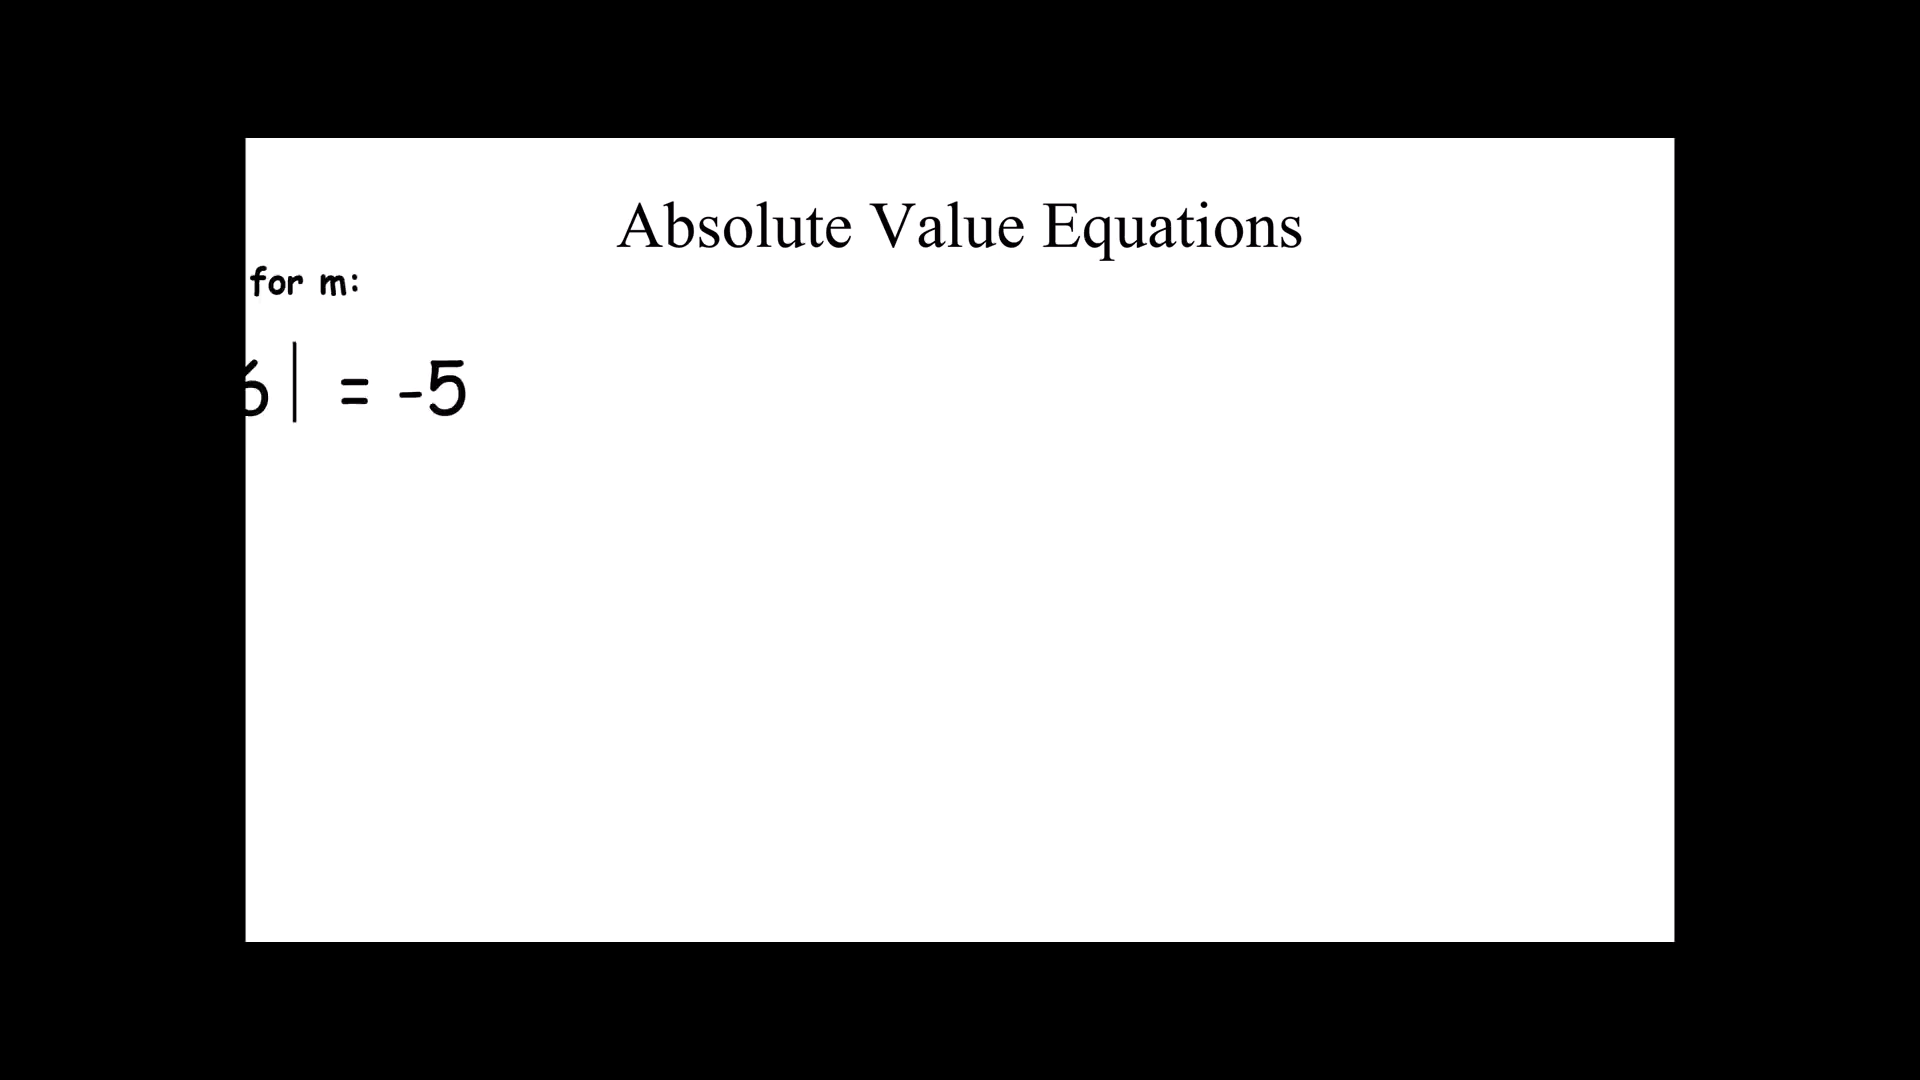 Absolute Value Equations
for m:
6| = -5